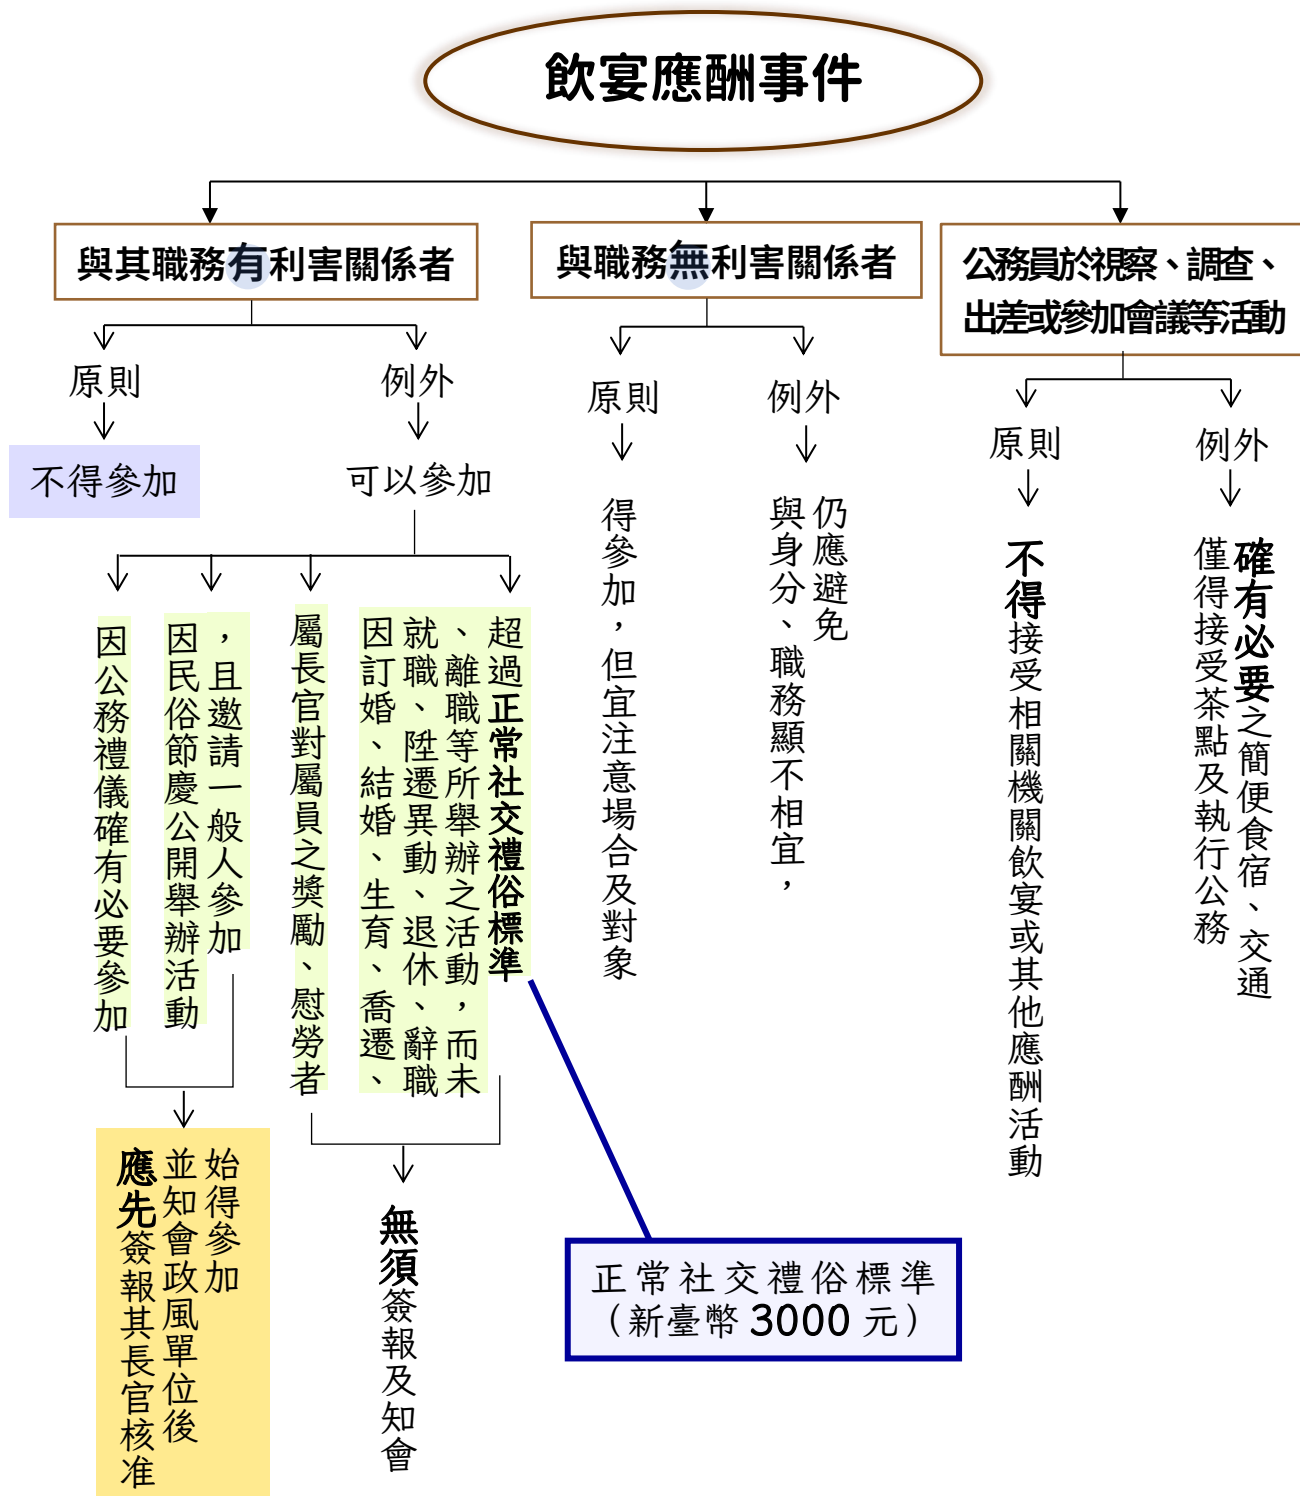 飲宴應酬事件
與其職務有利害關係者
原則
不得參加
例外
可以參加
因公務禮儀確有必要參加
因民俗節慶公開舉辦活動
，且邀請一般人參加
應先簽報其長官核准
並知會政風單位後
始得參加
屬長官對屬員之獎勵、慰勞者
因訂婚、結婚、生育、喬遷、
就職、陞遷異動、退休、辭職
、離職等所舉辦之活動，而未
超過正常社交禮俗標準
無須簽報及知會
正常社交禮俗標準
（新臺幣 3000 元）
與職務無利害關係者
原則
得參加，但宜注意場合及對象
例外
與身分、職務顯不相宜，
仍應避免
公務員於視察、調查、
出差或參加會議等活動
原則
不得接受相關機關飲宴或其他應酬活動
例外
僅得接受茶點及執行公務
確有必要之簡便食宿、交通